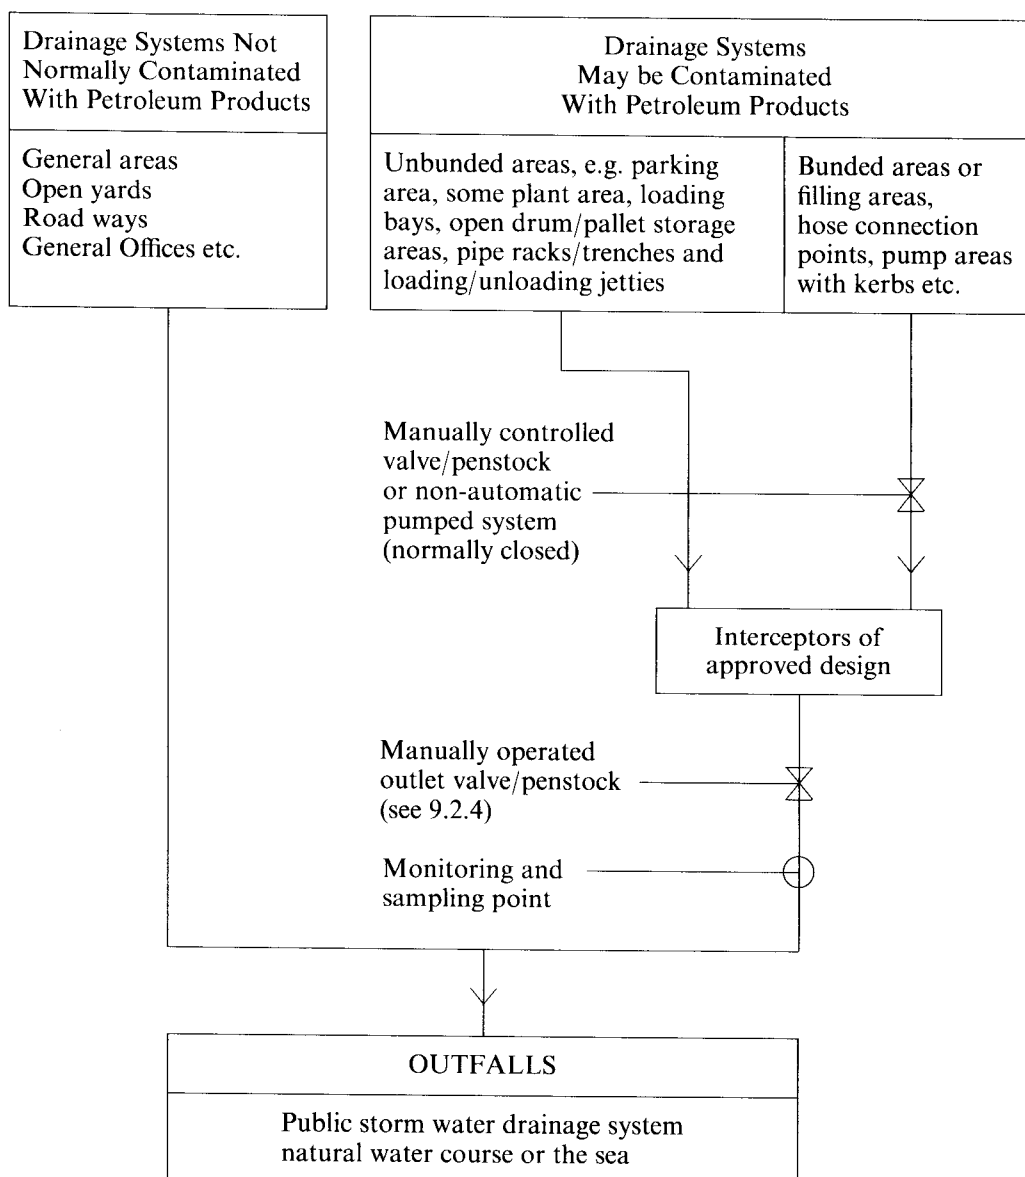 Drainage Systems Not
Normally Contaminated
With Petroleum Products
General areas
Open yards
Road ways
General Offices etc.
Drainage Systems
May be Contaminated
With Petroleum Products
Unbunded areas, e.g. parking
area, some plant area, loading
bays, open drum/pallet storage
areas, pipe racks/trenches and
loading/unloading jetties
Bunded areas or
filling areas,
hose connection
points, pump areas
with kerbs etc.
Manually controlled
valve/penstock
or non-automatic
pumped system
(normally closed)
Interceptors of
approved design
Manually operated
outlet valve/penstock
(see 9.2.4)
Monitoring and
sampling point
OUTFALLS
Public storm water drainage system
natural water course or the sea